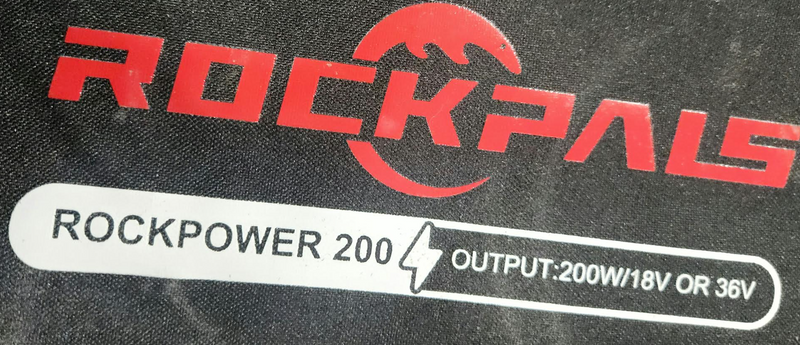 ROCKPALS
ROCKPOWER 200 OUTPUT:200W/18V OR 36V